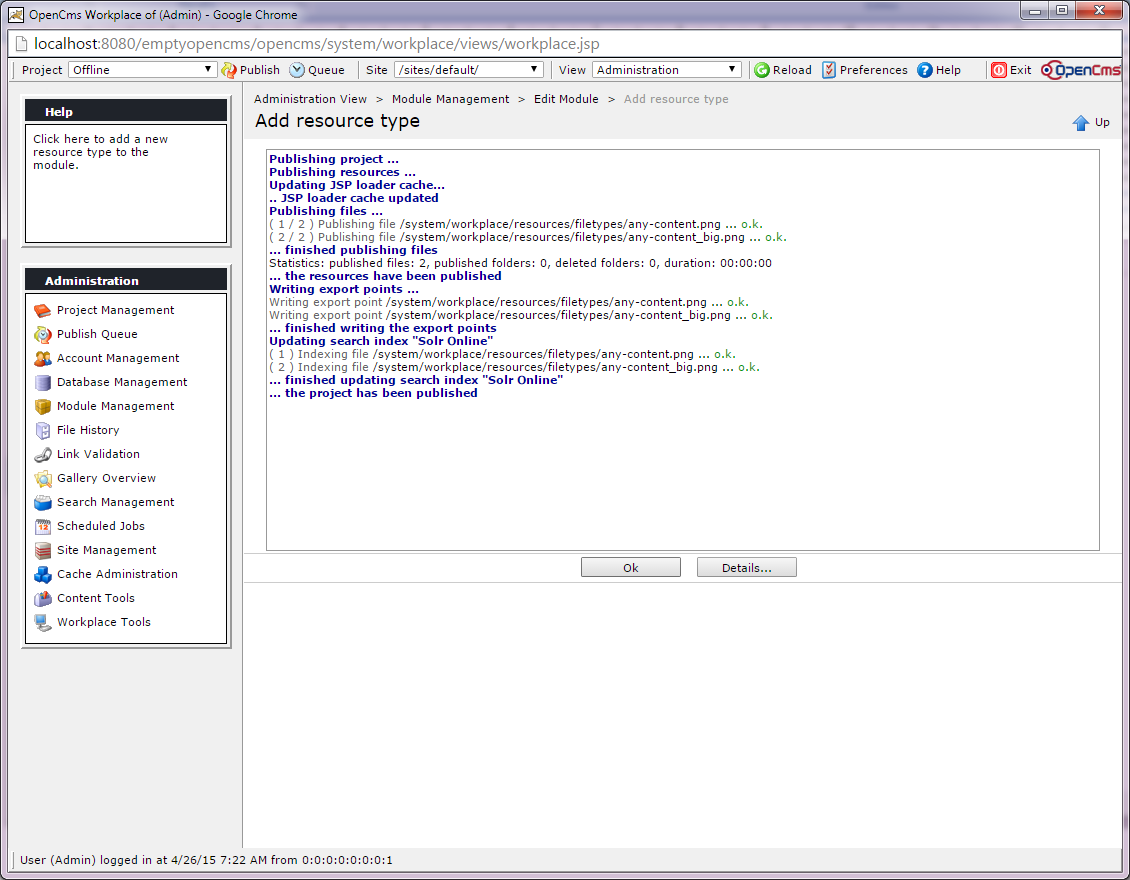 OpenCms Workplace of (Admin) - Google Chrome
localhost:8080/emptyopencms/opencms/system/workplace/views/workplace.jsp
Project Offline Publish Queue Site /sites/default/ View Administration Reload Preferences Help Exit OpenCms
Help
Click here to add a new
resource type to the
module.
Administration
Project Management
Publish Queue
Account Management
Database Management
Module Management
File History
Link Validation
Gallery Overview
Search Management
Scheduled Jobs
Site Management
Cache Administration
Content Tools
Workplace Tools
Administration View > Module Management > Edit Module > Add resource type
Add resource type
Up
Publishing project ...
Publishing resources ...
Updating JSP loader cache...
.. JSP loader cache updated
Publishing files ...
( 1 / 2 ) Publishing file /system/workplace/resources/filetypes/any-content.png ... o.k.
( 2 / 2 ) Publishing file /system/workplace/resources/filetypes/any-content_big.png ... o.k.
... finished publishing files
Statistics: published files: 2, published folders: 0, deleted folders: 0, duration: 00:00:00
... the resources have been published
Writing export points ...
Writing export point /system/workplace/resources/filetypes/any-content.png ... o.k.
Writing export point /system/workplace/resources/filetypes/any-content_big.png ... o.k.
... finished writing the export points
Updating search index "Solr Online"
( 1 ) Indexing file /system/workplace/resources/filetypes/any-content.png ... o.k.
( 2 ) Indexing file /system/workplace/resources/filetypes/any-content_big.png ... o.k.
... finished updating search index "Solr Online"
... the project has been published
Ok Details...
User (Admin) logged in at 4/26/15 7:22 AM from 0:0:0:0:0:0:0:1